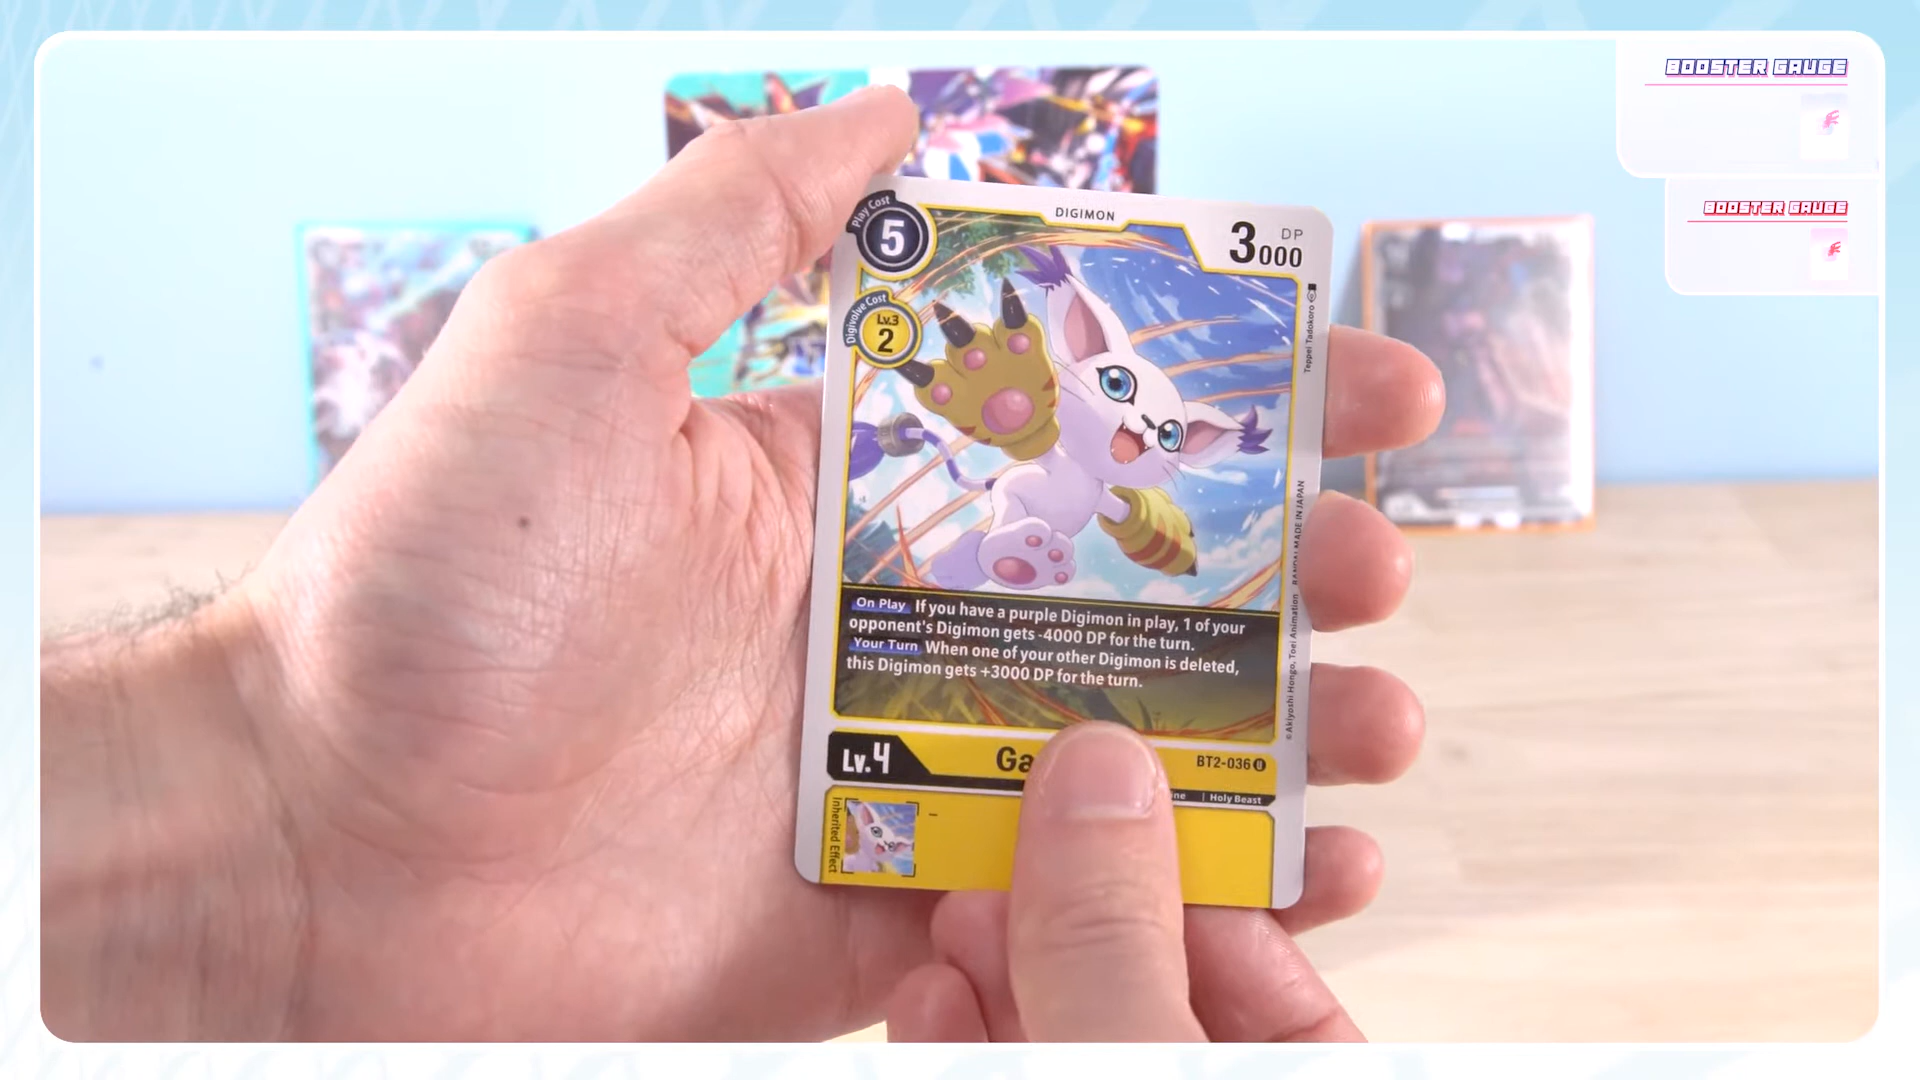 BOOSTER GAUGE
BOOSTER GAUGE
DIGIMON
Play Cost
5
DP
3000
Digivolve Cost
Lv.3
2
Teppei Tadokoro
On Play If you have a purple Digimon in play, 1 of your
opponent's Digimon gets -4000 DP for the turn.
Your Turn When one of your other Digimon is deleted,
this Digimon gets +3000 DP for the turn.
©Akiyoshi Hongo, Toei Animation BANDAI MADE IN JAPAN
Lv.4
Ga
BT2-036 U
ne | Holy Beast
Inherited Effect
-